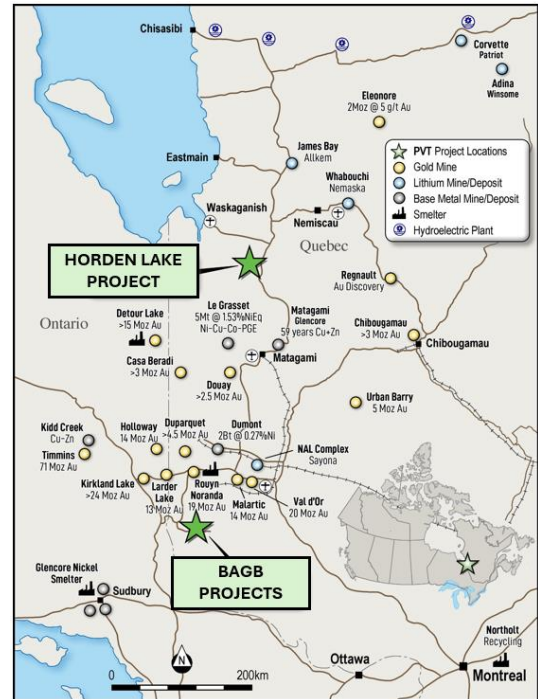 Chisasibi
Corvette
Patriot
Adina
Winsome
Eleonore
2Moz @ 5 g/t Au
James Bay
Allkem
Eastmain
Whabouchi
Nemaska
Waskaganish
Nemiscau
Quebec
PVT Project Locations
Gold Mine
Lithium Mine/Deposit
Base Metal Mine/Deposit
Smelter
Hydroelectric Plant
HORDEN LAKE
PROJECT
Regnault
Au Discovery
Ontario
Detour Lake
>15 Moz Au
Le Grasset
5Mt @ 1.53%NiEq
Ni-Cu-Co-PGE
Matagami
Glencore
59 years Cu+Zn
Matagami
Chibougamau
>3 Moz Au
Chibougamau
Casa Beradi
>3 Moz Au
Douay
>2.5 Moz Au
Urban Barry
5 Moz Au
Kidd Creek
Cu-Zn
Timmins
71 Moz Au
Holloway
14 Moz Au
Duparquet
>4.5 Moz Au
Dumont
2Bt @ 0.27%Ni
NAL Complex
Sayona
Kirkland Lake
>24 Moz Au
Larder
Lake
13 Moz Au
Rouyn
Noranda
19 Moz Au
Malartic
14 Moz Au
Val d'Or
20 Moz Au
BAGB
PROJECTS
Glencore Nickel
Smelter
Sudbury
N
0 200km
Ottawa
Northolt
Recycling
Montreal